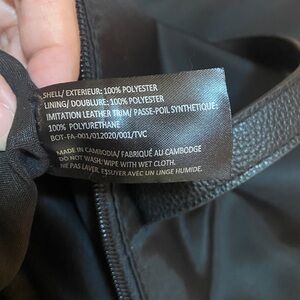 SHELL/ EXTERIEUR: 100% POLYESTER
LINING/ DOUBLURE: 100% POLYESTER
IMITATION LEATHER TRIM/ PASSE-POIL SYNTHETIQUE:
100% POLYURETHANE
BOT-FA-001/012020/001/TVC
MADE IN CAMBODIA/ FABRIQUÉ AU CAMBODGE
DO NOT WASH: WIPE WITH WET CLOTH.
NE PAS LAVER, ESSUYER AVEC UN LINGE HUMIDE.